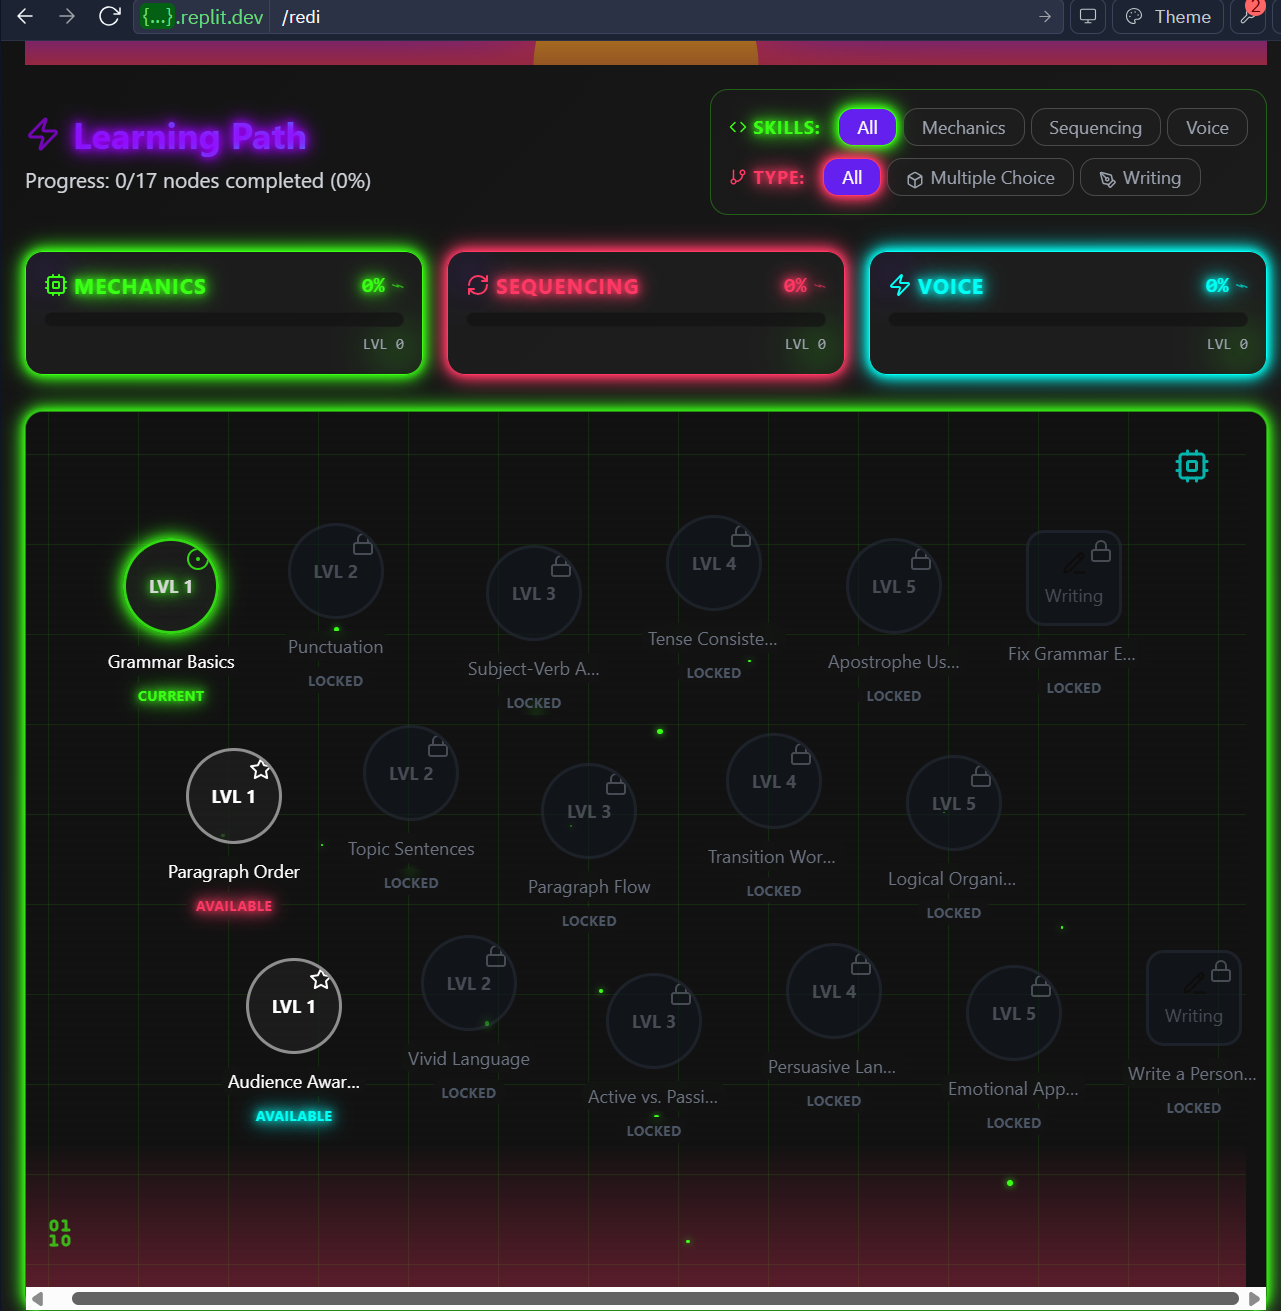 {...}.replit.dev /redi
Theme
2
Learning Path
Progress: 0/17 nodes completed (0%)
SKILLS: All Mechanics Sequencing Voice
TYPE: All Multiple Choice Writing
MECHANICS 0%
LVL 0
SEQUENCING 0%
LVL 0
VOICE 0%
LVL 0
LVL 1
Grammar Basics
CURRENT
LVL 2
Punctuation
LOCKED
LVL 3
Subject-Verb A...
LOCKED
LVL 4
Tense Consiste...
LOCKED
LVL 5
Apostrophe Us...
LOCKED
Writing
Fix Grammar E...
LOCKED
LVL 1
Paragraph Order
AVAILABLE
LVL 2
Topic Sentences
LOCKED
LVL 3
Paragraph Flow
LOCKED
LVL 4
Transition Wor...
LOCKED
LVL 5
Logical Organi...
LOCKED
LVL 1
Audience Awar...
AVAILABLE
LVL 2
Vivid Language
LOCKED
LVL 3
Active vs. Passi...
LOCKED
LVL 4
Persuasive Lan...
LOCKED
LVL 5
Emotional App...
LOCKED
Writing
Write a Person...
LOCKED
01
10